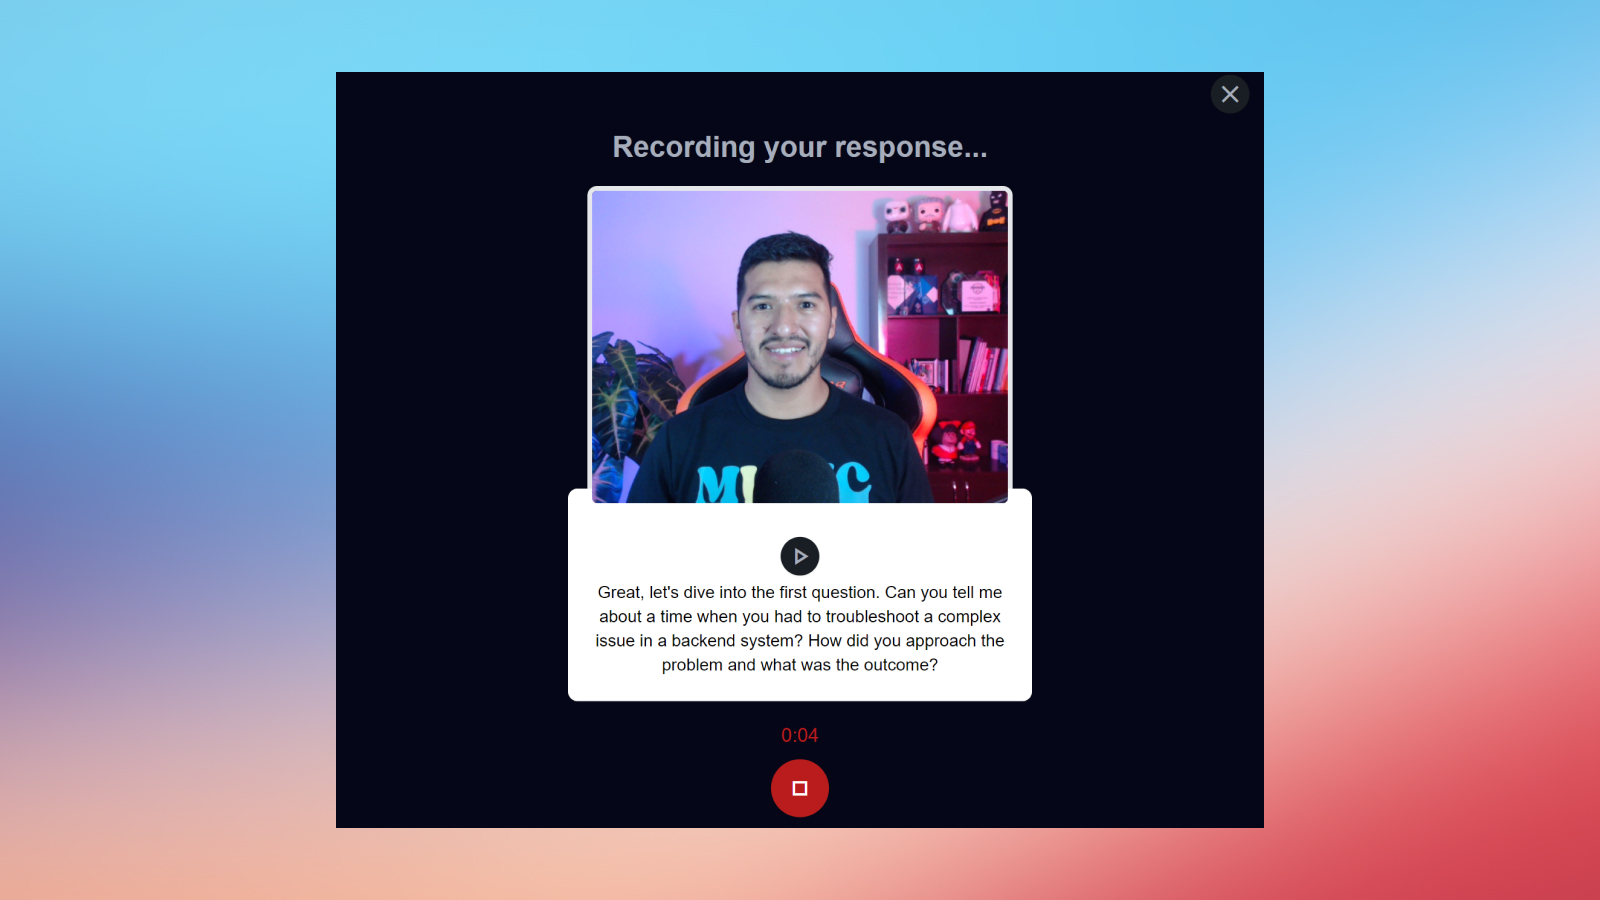 Recording your response...
Great, let's dive into the first question. Can you tell me
about a time when you had to troubleshoot a complex
issue in a backend system? How did you approach the
problem and what was the outcome?
0:04